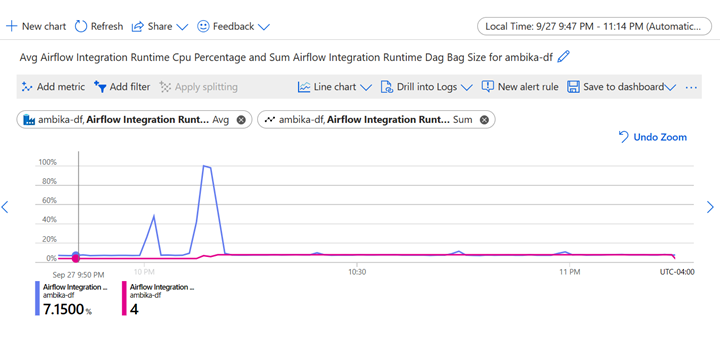 New chart Refresh Share Feedback Local Time: 9/27 9:47 PM - 11:14 PM (Automatic...
Avg Airflow Integration Runtime Cpu Percentage and Sum Airflow Integration Runtime Dag Bag Size for ambika-df
Add metric Add filter Apply splitting Line chart Drill into Logs New alert rule Save to dashboard ...
ambika-df, Airflow Integration Runt... Avg ambika-df, Airflow Integration Runt... Sum
Undo Zoom
100%
80%
60%
40%
20%
0%
Sep 27 9:50 PM 10 PM 10:30 11 PM UTC-04:00
Airflow Integration ... Airflow Integration ...
ambika-df ambika-df
7.1500 % 4